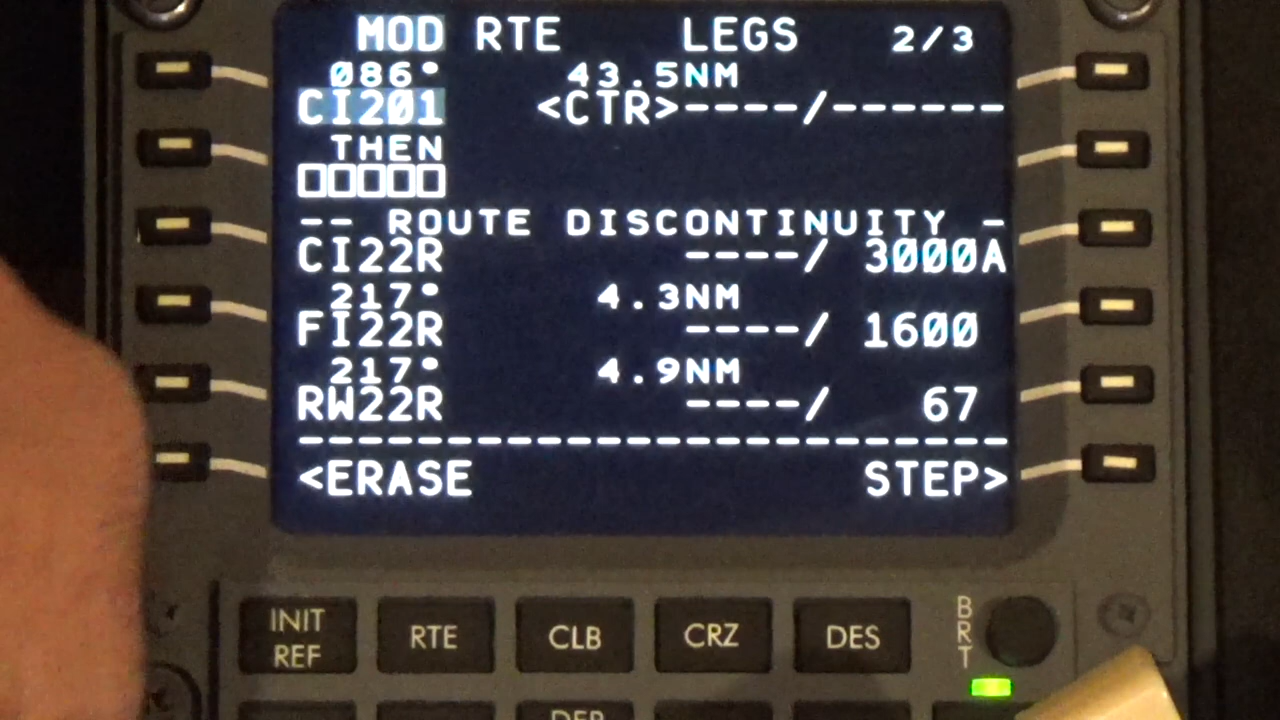 MOD RTE LEGS 2/3
086° 43.5NM
CI201 <CTR>----/------
THEN
□□□□□
-- ROUTE DISCONTINUITY -
CI22R ----/ 3000A
217° 4.3NM
FI22R ----/ 1600
217° 4.9NM
RW22R ----/ 67
------------------------
<ERASE STEP>
INIT REF RTE CLB CRZ DES BRT